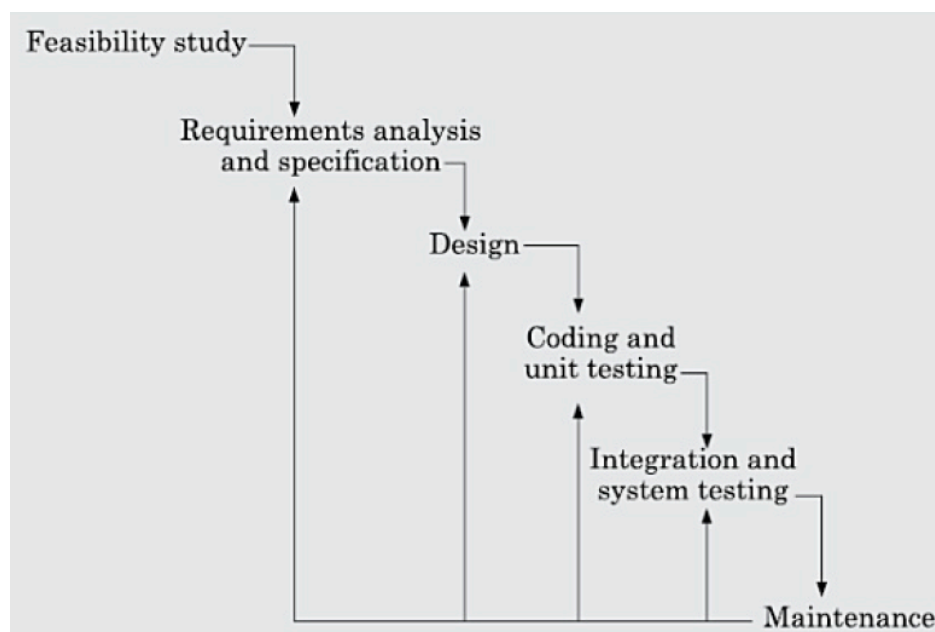 Feasibility study
Requirements analysis
and specification
Design
Coding and
unit testing
Integration and
system testing
Maintenance